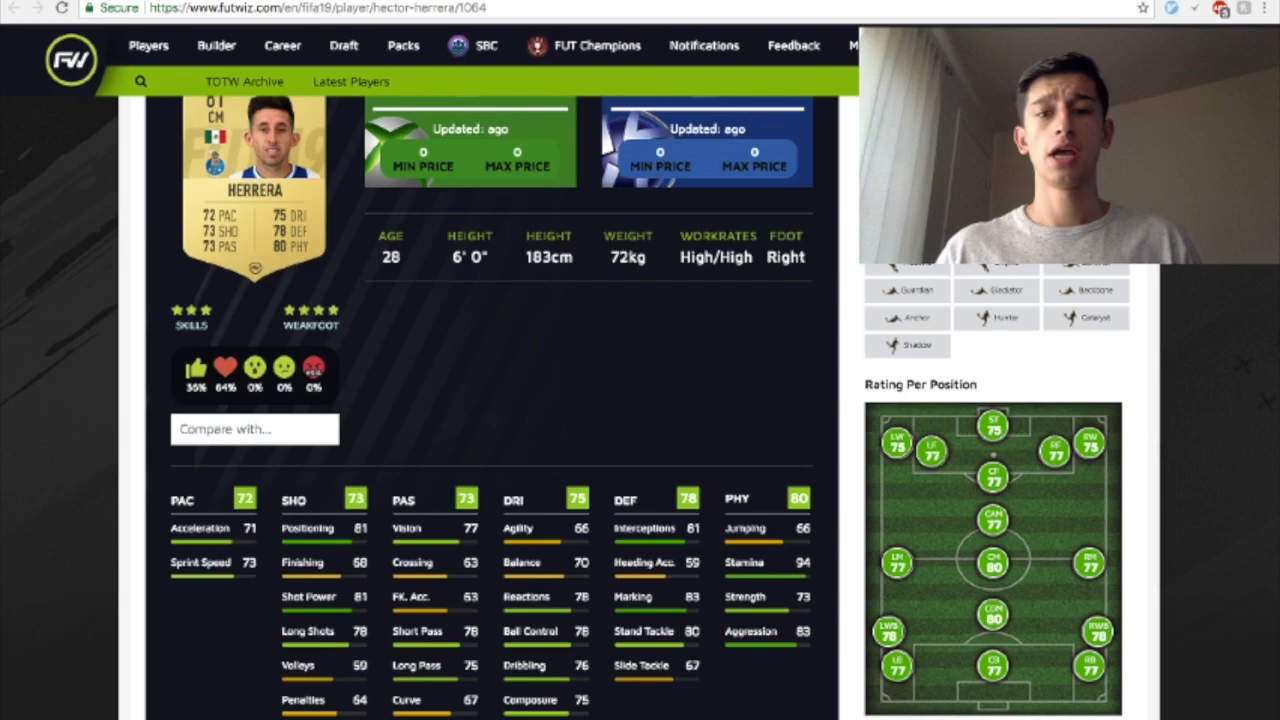 Secure https://www.futwiz.com/en/fifa19/player/hector-herrera/1064
FW Players Builder Career Draft Packs SBC FUT Champions Notifications Feedback M
TOTW Archive Latest Players
CM
HERRERA
72 PAC 75 DRI
73 SHO 78 DEF
73 PAS 80 PHY
SKILLS WEAKFOOT
Updated: ago
0 0
MIN PRICE MAX PRICE
Updated: ago
0 0
MIN PRICE MAX PRICE
AGE HEIGHT HEIGHT WEIGHT WORKRATES FOOT
28 6' 0" 183cm 72kg High/High Right
36% 64% 0% 0% 0%
Compare with...
PAC 72
Acceleration 71
Sprint Speed 73
SHO 73
Positioning 81
Finishing 68
Shot Power 81
Long Shots 78
Volleys 59
Penalties 64
PAS 73
Vision 77
Crossing 63
FK. Acc. 63
Short Pass 78
Long Pass 75
Curve 67
DRI 75
Agility 66
Balance 70
Reactions 78
Ball Control 78
Dribbling 76
Composure 75
DEF 78
Interceptions 81
Heading Acc. 59
Marking 83
Stand Tackle 80
Slide Tackle 67
PHY 80
Jumping 66
Stamina 94
Strength 73
Aggression 83
Guardian Gladiator Backbone
Anchor Hunter Catalyst
Shadow
Rating Per Position
ST
75
LW
75
LF
77
RF
77
RW
75
CF
77
CAM
77
LM
77
CM
80
RM
77
CDM
80
LWB
78
RWB
78
LB
77
CB
77
RB
77